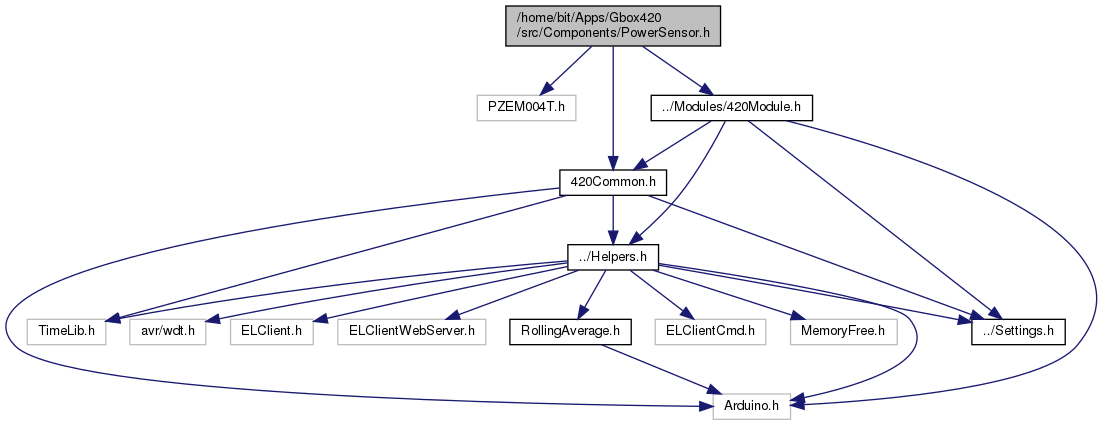 /home/bit/Apps/Gbox420
/src/Components/PowerSensor.h
PZEM004T.h
../Modules/420Module.h
420Common.h
../Helpers.h
TimeLib.h
avr/wdt.h
ELClient.h
ELClientWebServer.h
RollingAverage.h
ELClientCmd.h
MemoryFree.h
../Settings.h
Arduino.h